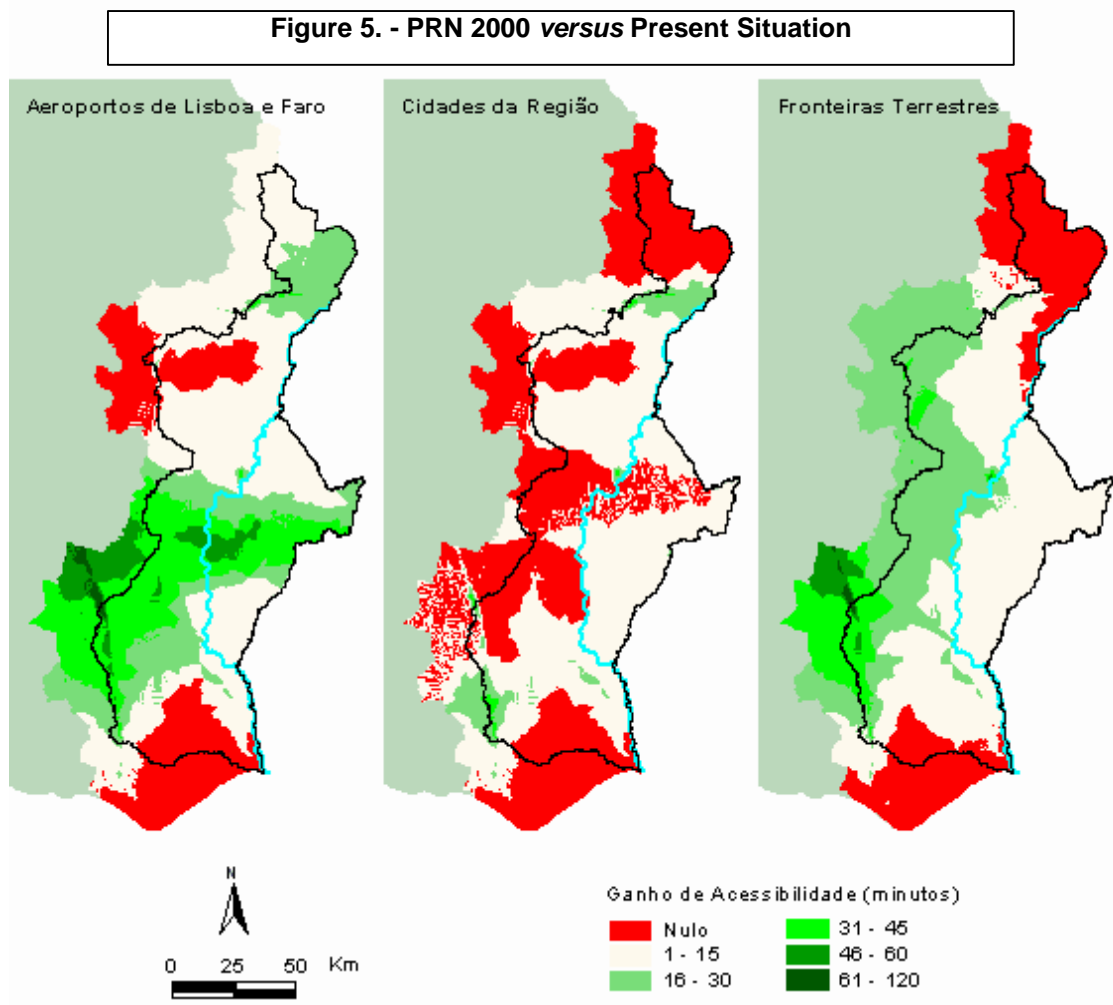 Figure 5. - PRN 2000 versus Present Situation
Aeroportos de Lisboa e Faro
Cidades da Região
Fronteiras Terrestres
N
0 25 50 Km
Ganho de Acessibilidade (minutos)
Nulo
1 - 15
16 - 30
31 - 45
46 - 60
61 - 120